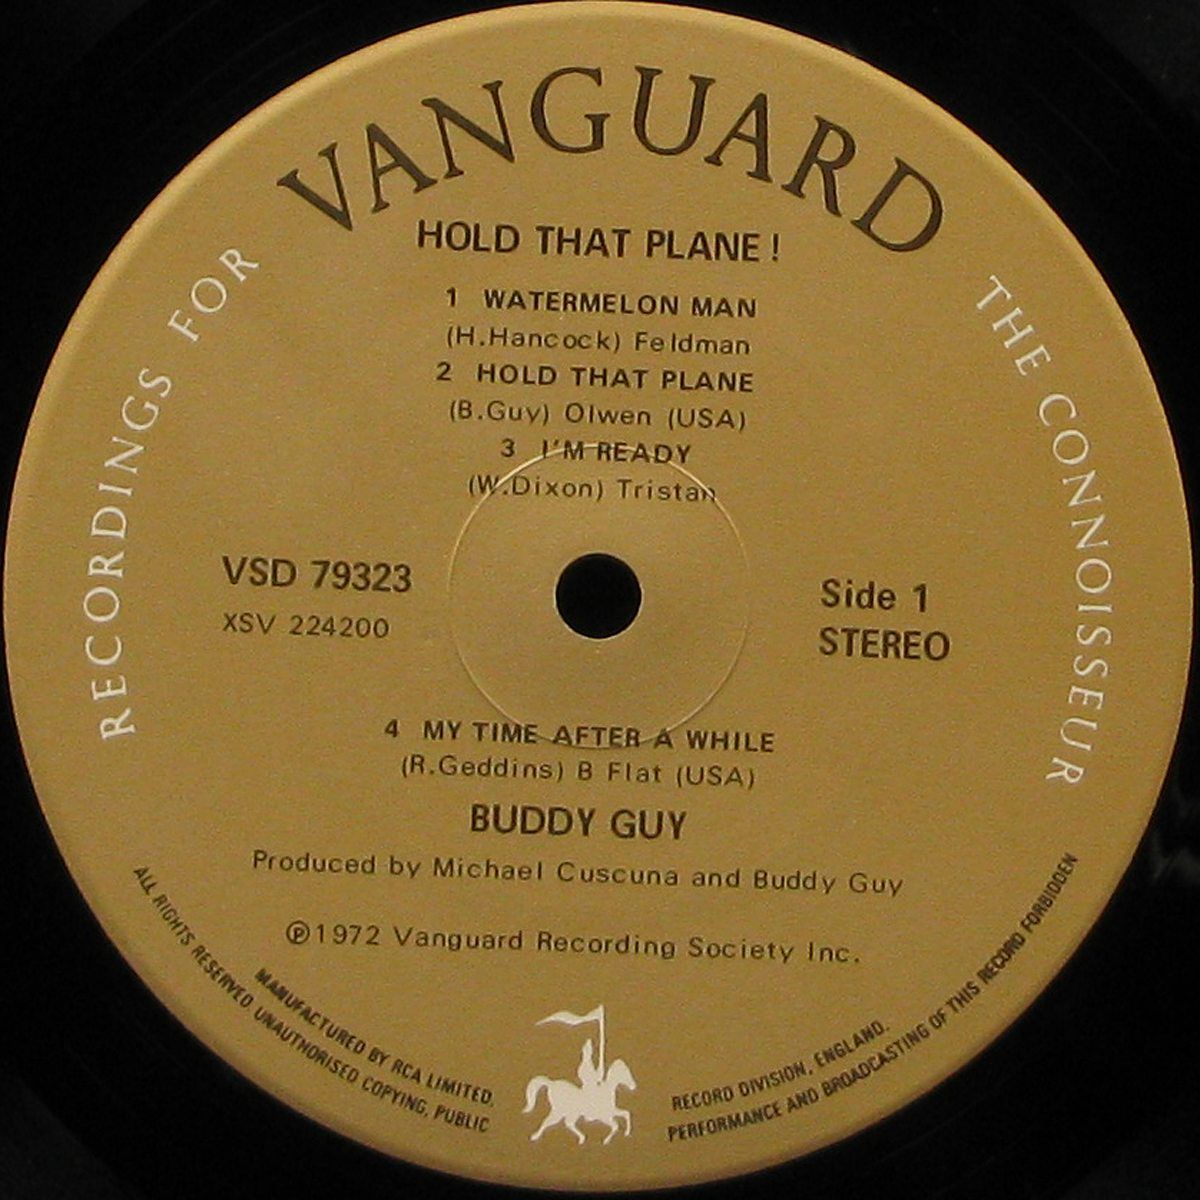 VANGUARD
RECORDINGS FOR THE CONNOISSEUR
HOLD THAT PLANE!
1 WATERMELON MAN
(H.Hancock) Feldman
2 HOLD THAT PLANE
(B.Guy) Olwen (USA)
3 I'M READY
(W.Dixon) Tristan
VSD 79323
XSV 224200
Side 1
STEREO
4 MY TIME AFTER A WHILE
(R.Geddins) B Flat (USA)
BUDDY GUY
Produced by Michael Cuscuna and Buddy Guy
℗1972 Vanguard Recording Society Inc.
MANUFACTURED BY RCA LIMITED. RECORD DIVISION, ENGLAND.
ALL RIGHTS RESERVED. UNAUTHORISED COPYING, PUBLIC PERFORMANCE AND BROADCASTING OF THIS RECORD FORBIDDEN